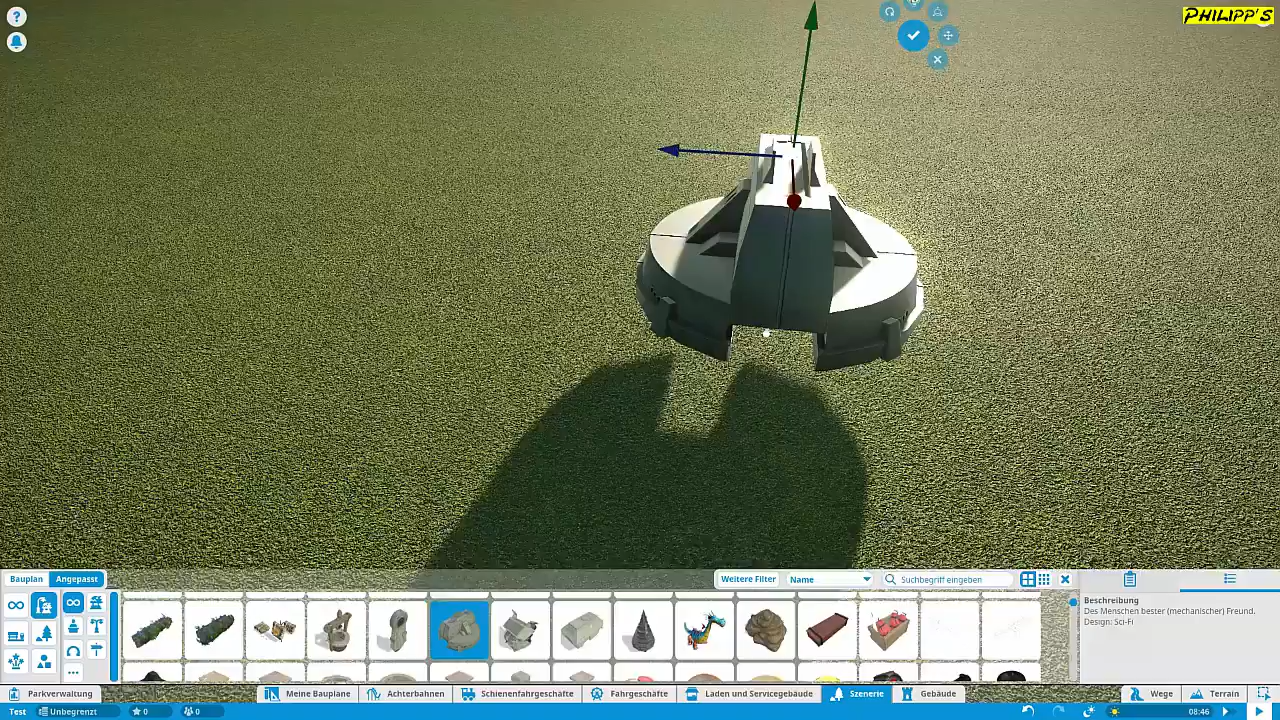 PHILIPP'S
Bauplan
Angepasst
Weitere Filter
Name
Suchbegriff eingeben
Beschreibung
Des Menschen bester (mechanischer) Freund.
Design: Sci-Fi
Parkverwaltung
Meine Baupläne
Achterbahnen
Schienenfahrgeschäfte
Fahrgeschäfte
Laden und Servicegebäude
Szenerie
Gebäude
Wege
Terrain
Test
Unbegrenzt
0
0
08:46